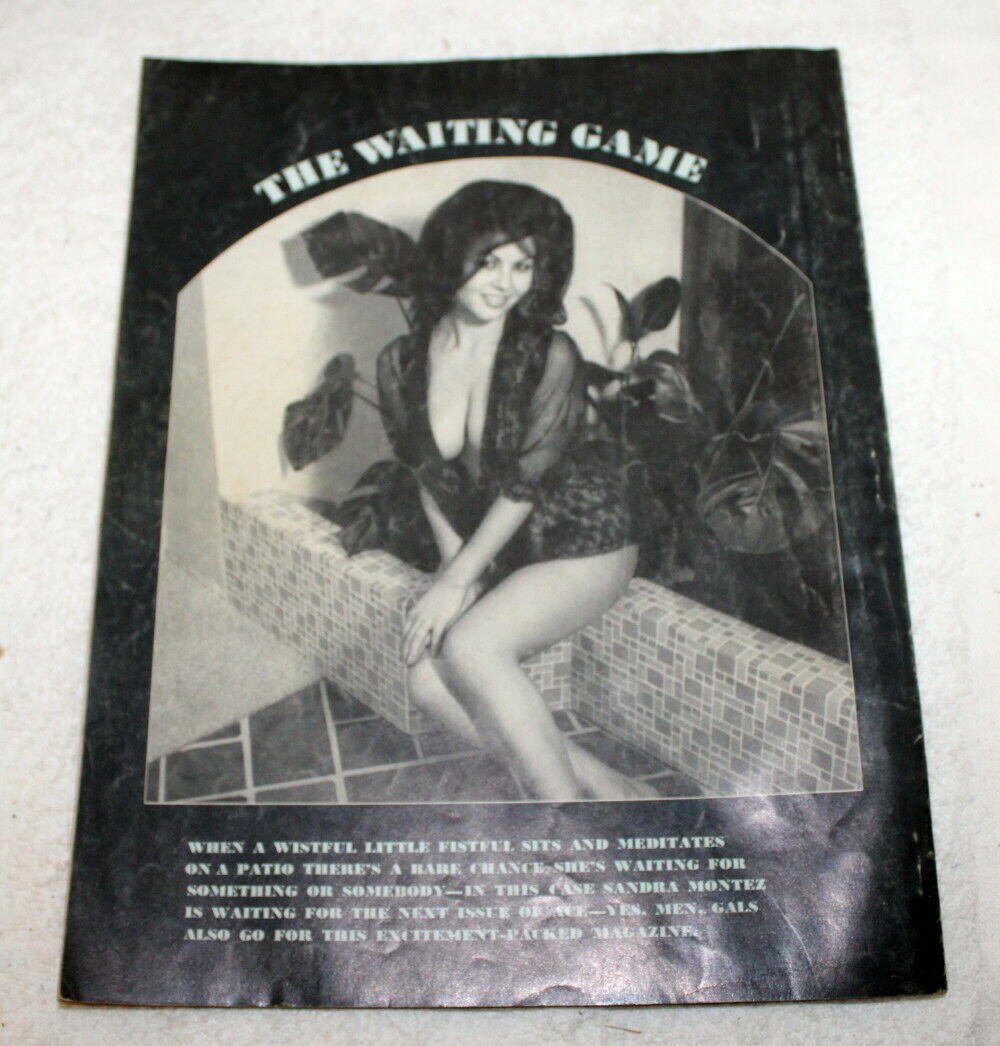 THE WAITING GAME
WHEN A WISTFUL LITTLE FISTFUL SITS AND MEDITATES
ON A PATIO THERE'S A BARE CHANCE SHE'S WAITING FOR
SOMETHING OR SOMEBODY—IN THIS CASE SANDRA MONTEZ
IS WAITING FOR THE NEXT ISSUE OF ACE—YES, MEN, GALS
ALSO GO FOR THIS EXCITEMENT-PACKED MAGAZINE.